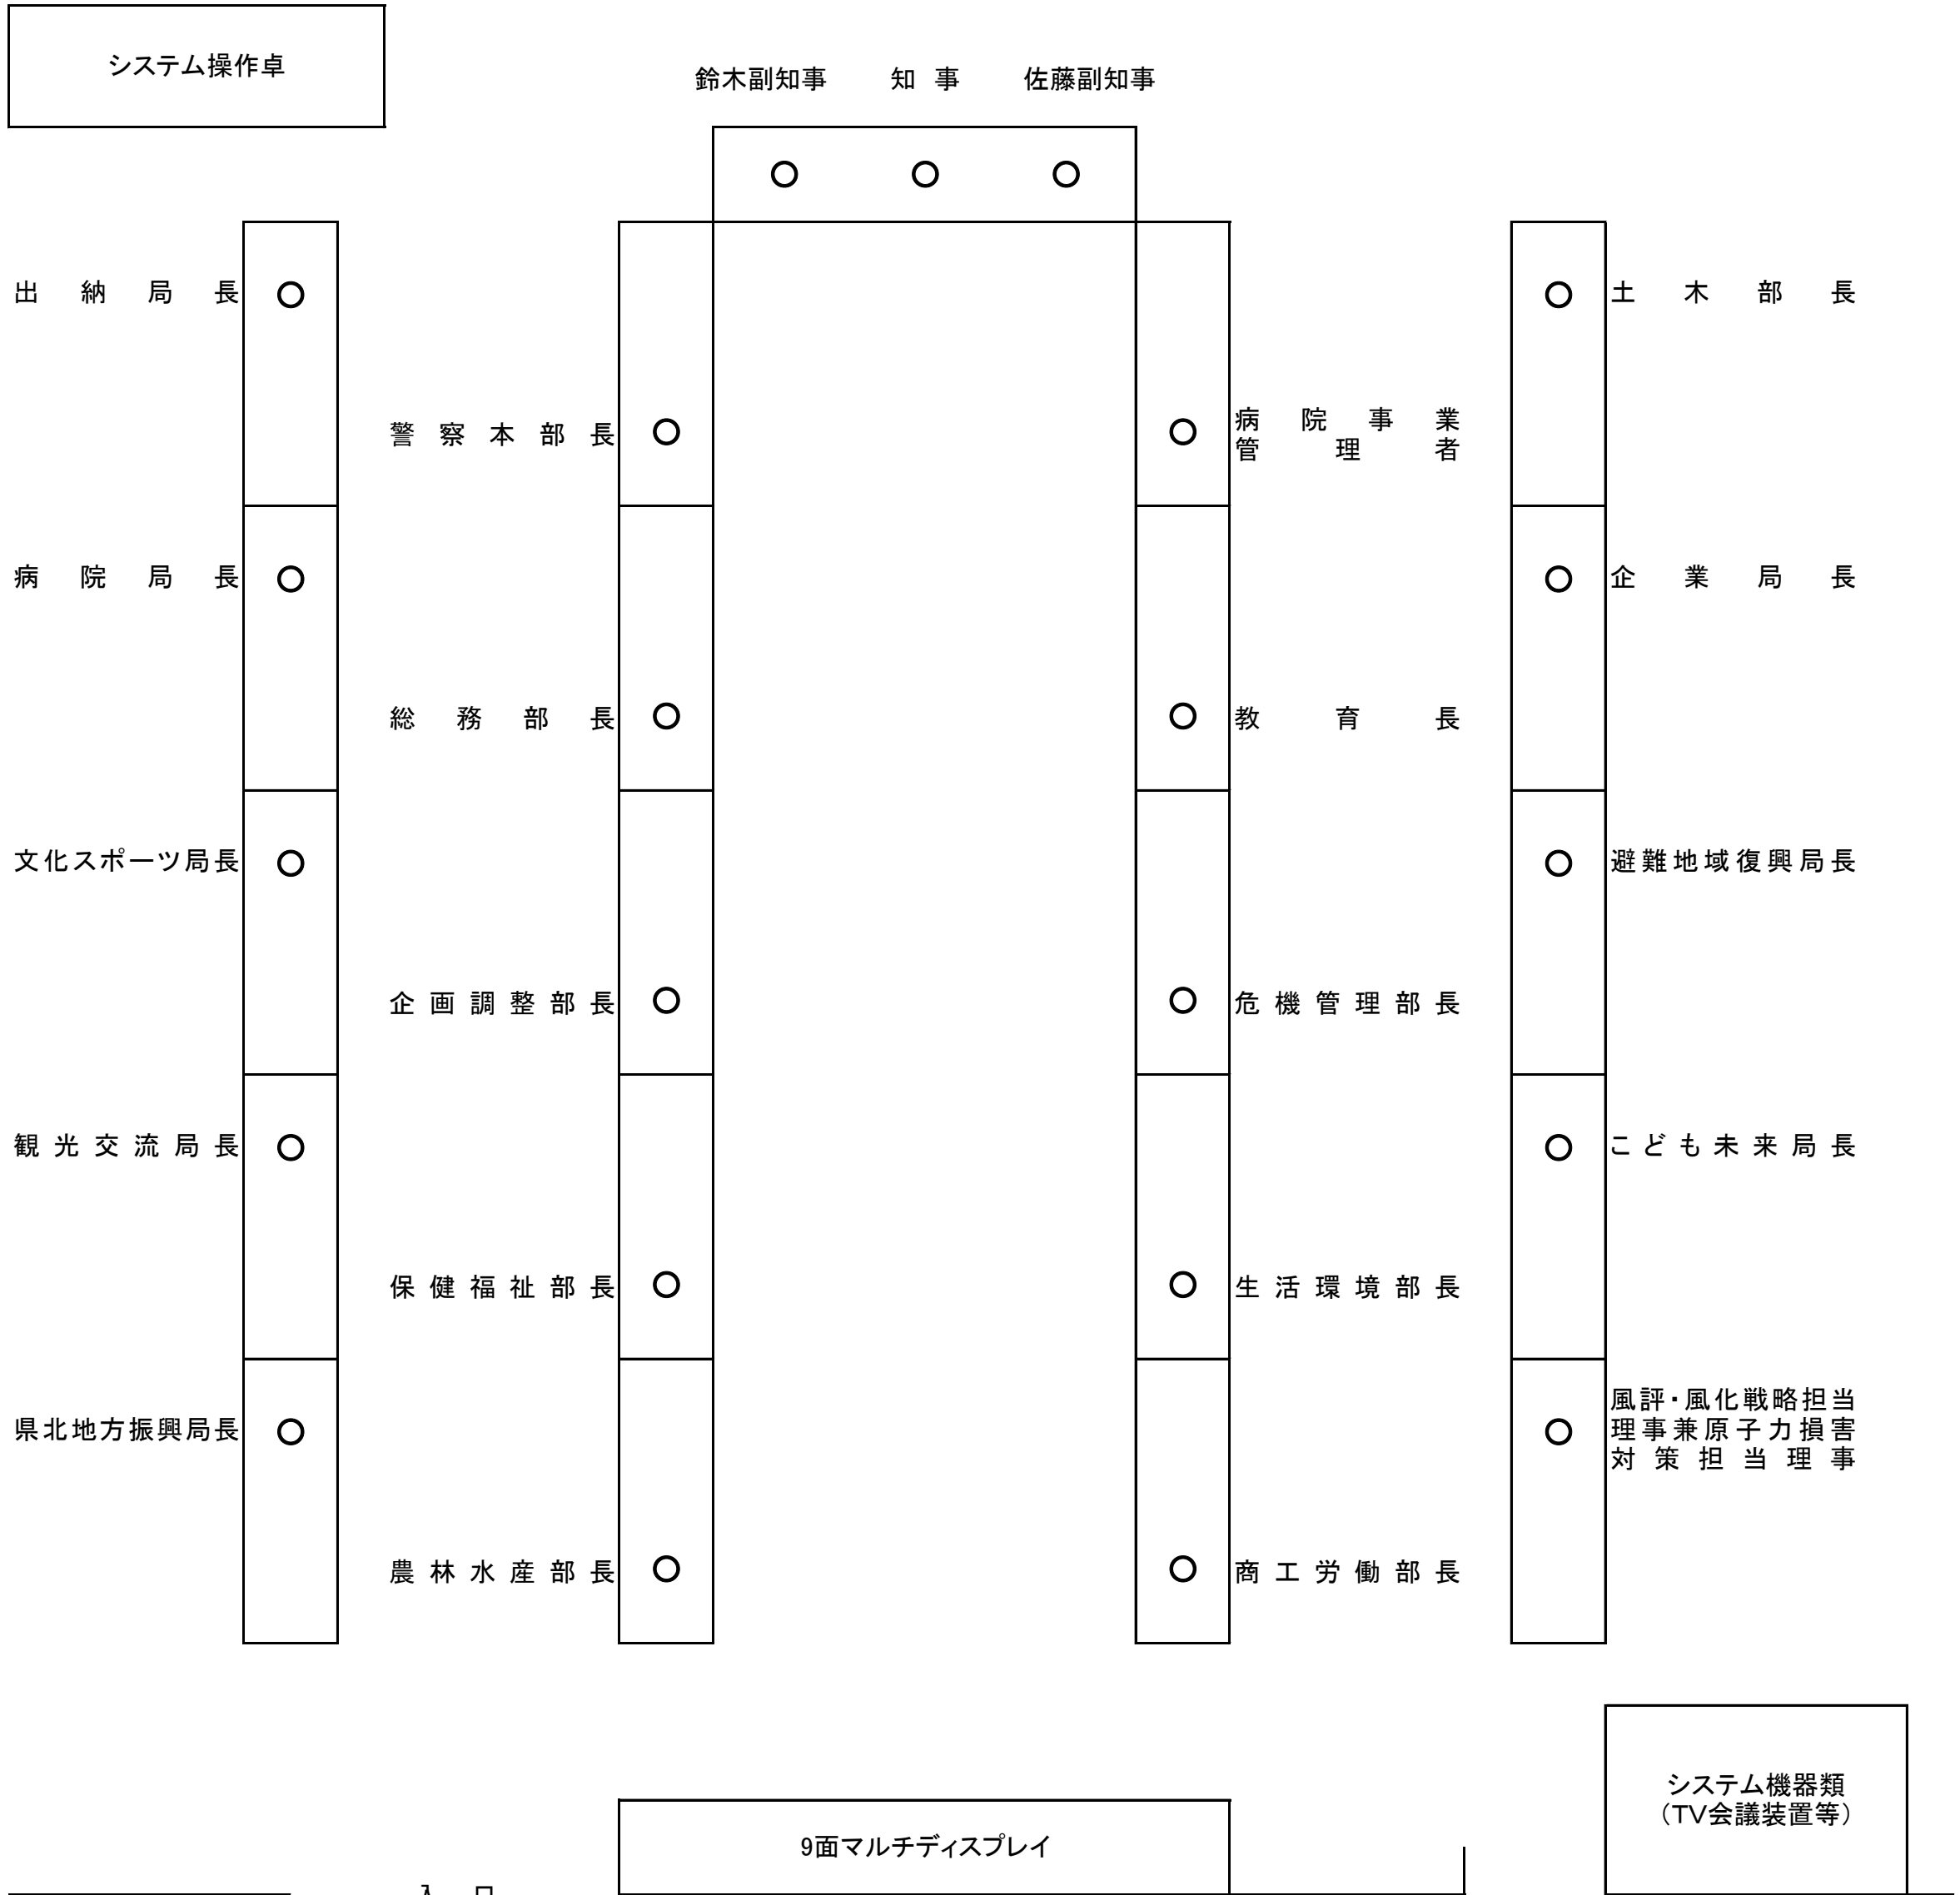 システム操作卓
鈴木副知事 知事 佐藤副知事
出納局長
土木部長
警察本部長
病院事業
管理者
病院局長
企業局長
総務部長
教育長
文化スポーツ局長
避難地域復興局長
企画調整部長
危機管理部長
観光交流局長
こども未来局長
保健福祉部長
生活環境部長
県北地方振興局長
風評・風化戦略担当
理事兼原子力損害
対策担当理事
農林水産部長
商工労働部長
システム機器類
（TV会議装置等）
9面マルチディスプレイ